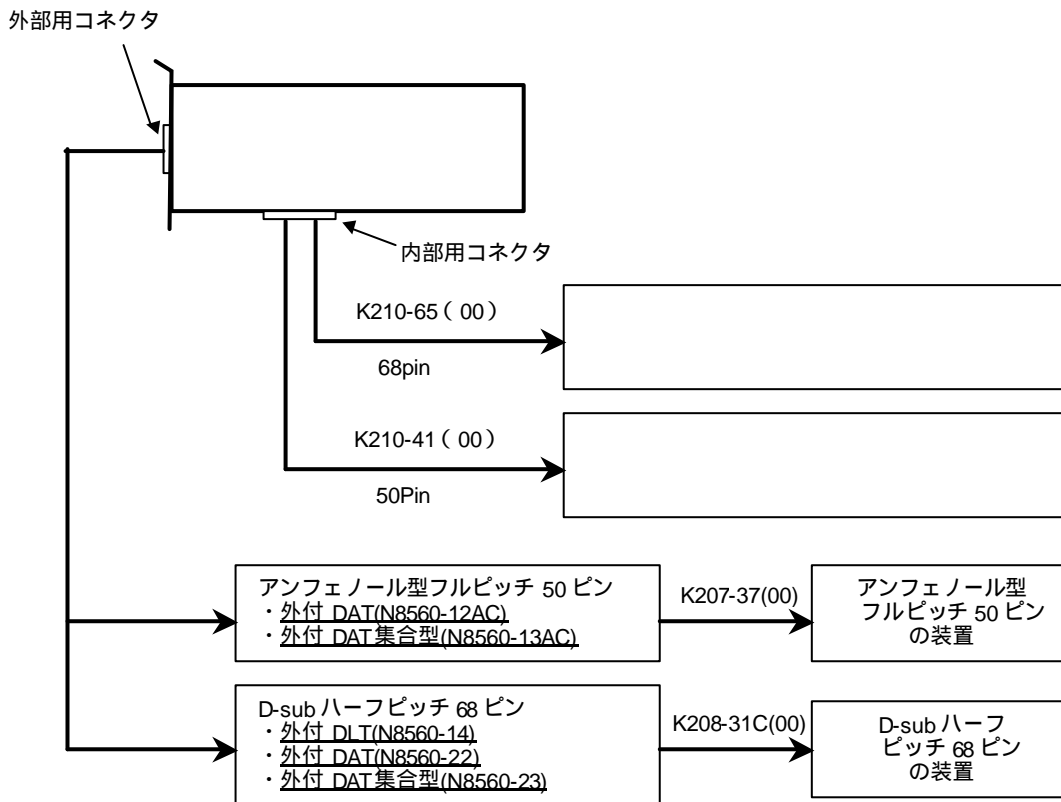 外部用コネクタ
内部用コネクタ
K210-65（00）
68pin
K210-41（00）
50Pin
アンフェノール型フルピッチ 50 ピン
・外付 DAT(N8560-12AC)
・外付 DAT集合型(N8560-13AC)
K207-37(00)
アンフェノール型
フルピッチ 50 ピン
の装置
D-sub ハーフピッチ 68 ピン
・外付 DLT(N8560-14)
・外付 DAT(N8560-22)
・外付 DAT集合型(N8560-23)
K208-31C(00)
D-sub ハーフ
ピッチ 68 ピン
の装置